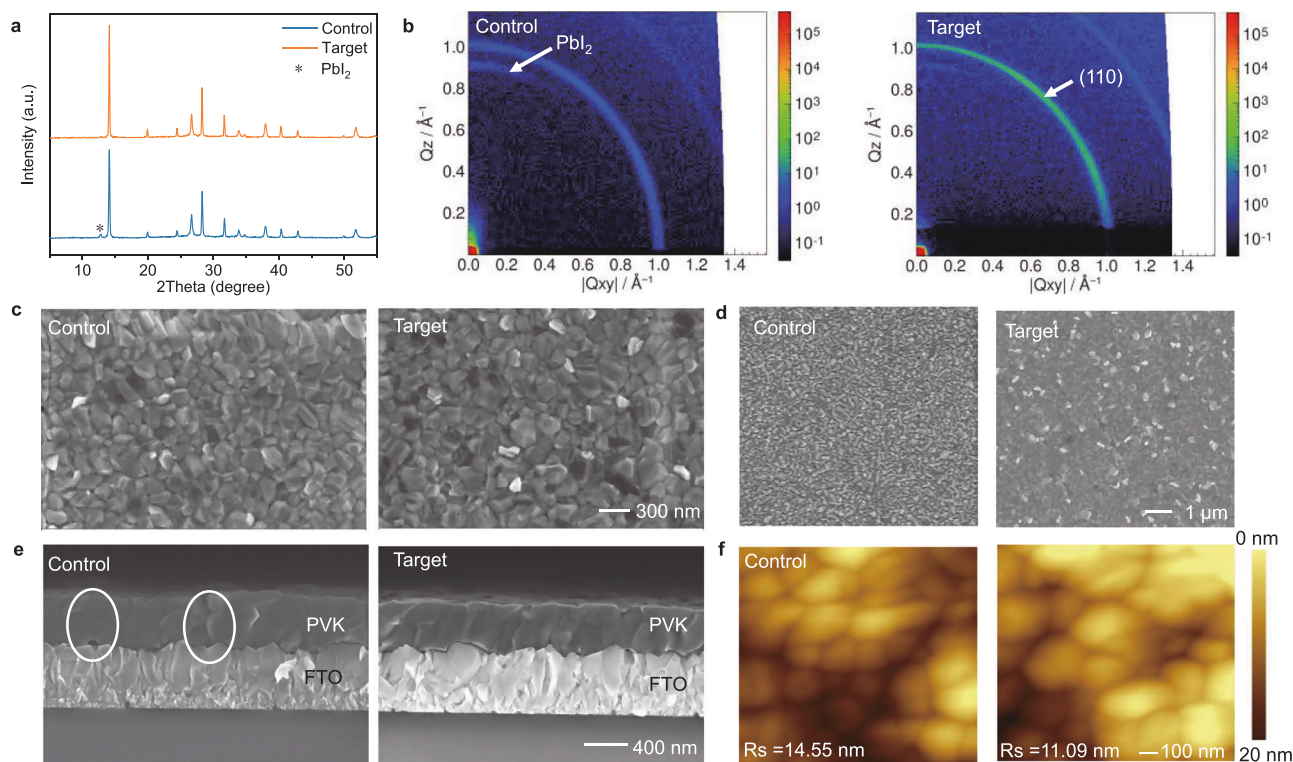 a
Control
Target
* PbI₂
Intensity (a.u.)
*
10 20 30 40 50
2Theta (degree)
b
Control
PbI₂
Qz / Å⁻¹
1.0
0.8
0.6
0.4
0.2
0.0 0.2 0.4 0.6 0.8 1.0 1.4
|Qxy| / Å⁻¹
10⁵
10⁴
10³
10²
10¹
10⁰
10⁻¹
Target
(110)
Qz / Å⁻¹
1.0
0.8
0.6
0.4
0.2
0.0 0.2 0.4 0.6 0.8 1.0 1.4
|Qxy| / Å⁻¹
10⁵
10⁴
10³
10²
10¹
10⁰
10⁻¹
c
Control
Target
300 nm
d
Control
Target
1 μm
e
Control
PVK
FTO
Target
PVK
FTO
400 nm
f
Control
Rs =14.55 nm
Rs =11.09 nm
100 nm
0 nm
20 nm